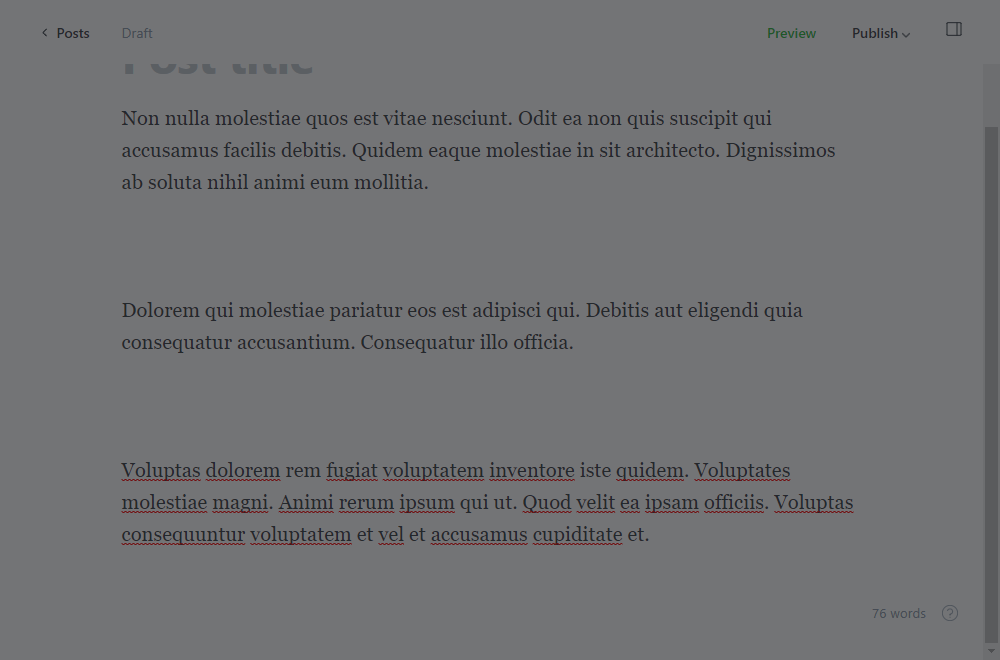 Posts
Draft
Preview
Publish
Post title
Non nulla molestiae quos est vitae nesciunt. Odit ea non quis suscipit qui
accusamus facilis debitis. Quidem eaque molestiae in sit architecto. Dignissimos
ab soluta nihil animi eum mollitia.
Dolorem qui molestiae pariatur eos est adipisci qui. Debitis aut eligendi quia
consequatur accusantium. Consequatur illo officia.
Voluptas dolorem rem fugiat voluptatem inventore iste quidem. Voluptates
molestiae magni. Animi rerum ipsum qui ut. Quod velit ea ipsam officiis. Voluptas
consequuntur voluptatem et vel et accusamus cupiditate et.
76 words
?